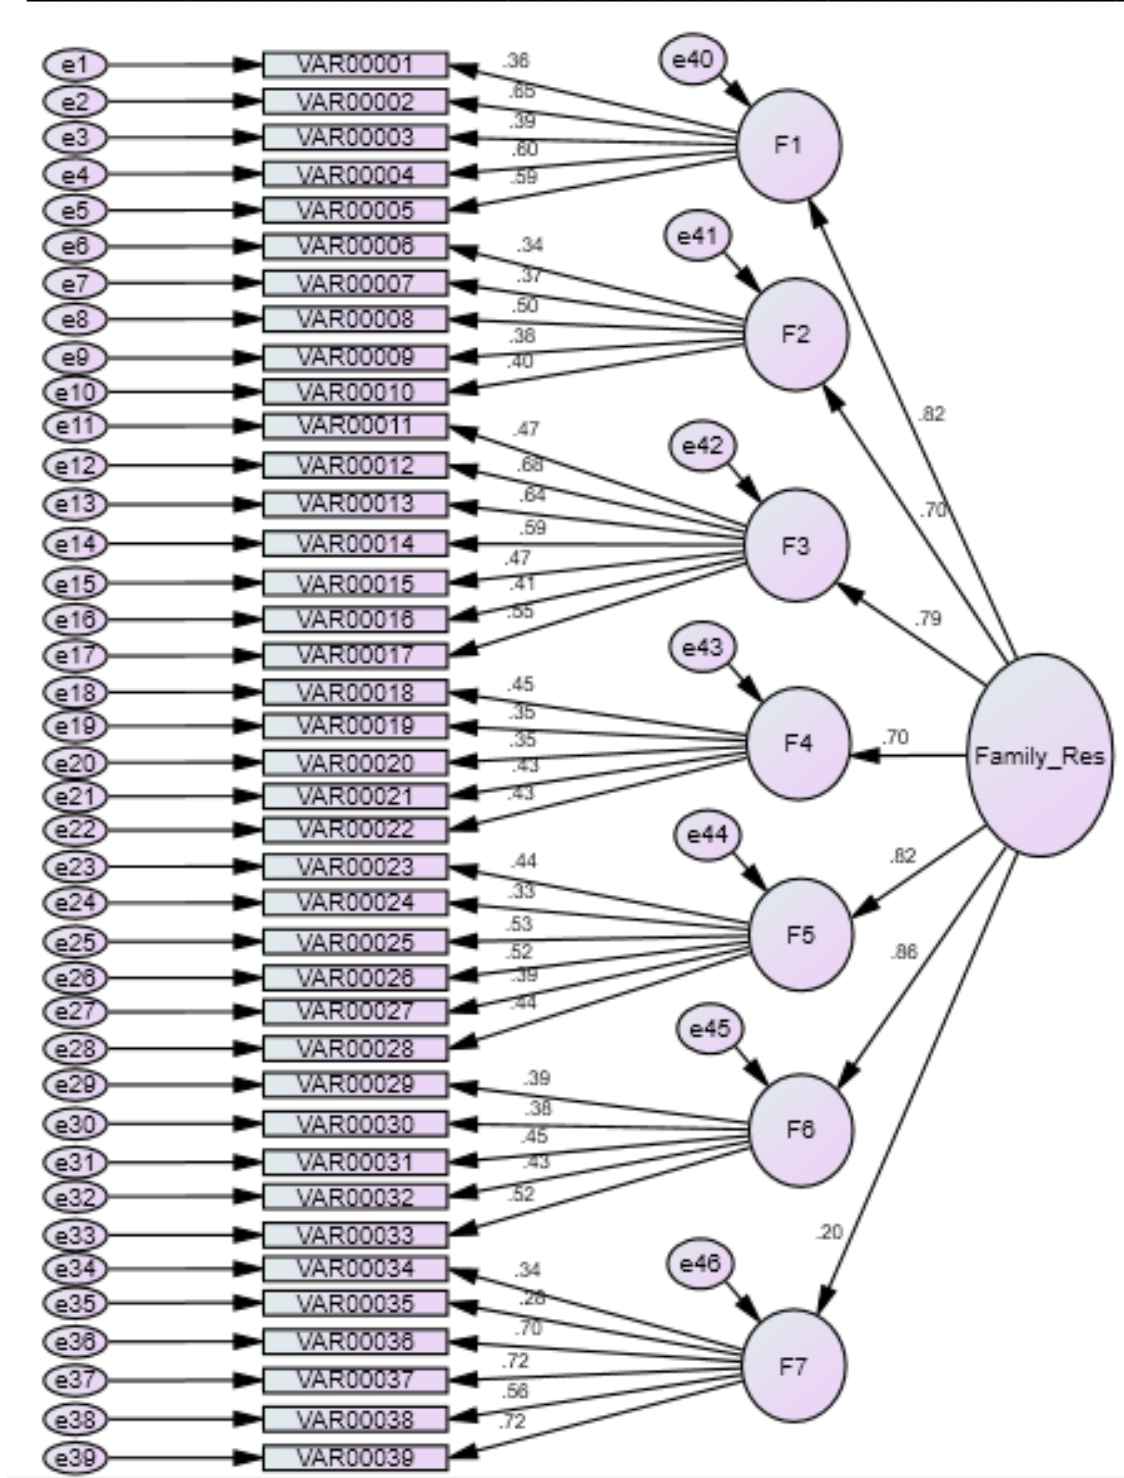 e1 VAR00001 .36 e40
e2 VAR00002 .65
e3 VAR00003 .39 F1
e4 VAR00004 .60
e5 VAR00005 .59
e6 VAR00006 .34 e41
e7 VAR00007 .37
e8 VAR00008 .50 F2
e9 VAR00009 .38
e10 VAR00010 .40
.82
e11 VAR00011 .47 e42
e12 VAR00012 .68
e13 VAR00013 .64 .70
e14 VAR00014 .59 F3
e15 VAR00015 .47
e16 VAR00016 .41 .79
e17 VAR00017 .55 e43
e18 VAR00018 .45
e19 VAR00019 .35
e20 VAR00020 .35 F4 .70 Family_Res
e21 VAR00021 .43
e22 VAR00022 .43 e44
e23 VAR00023 .44 .82
e24 VAR00024 .33
e25 VAR00025 .53 F5
e26 VAR00026 .52 .86
e27 VAR00027 .39
e28 VAR00028 .44 e45
e29 VAR00029 .39
e30 VAR00030 .38 F6
e31 VAR00031 .45
e32 VAR00032 .43
e33 VAR00033 .52 .20
e34 VAR00034 .34 e46
e35 VAR00035 .28
e36 VAR00036 .70
e37 VAR00037 .72 F7
e38 VAR00038 .56
e39 VAR00039 .72